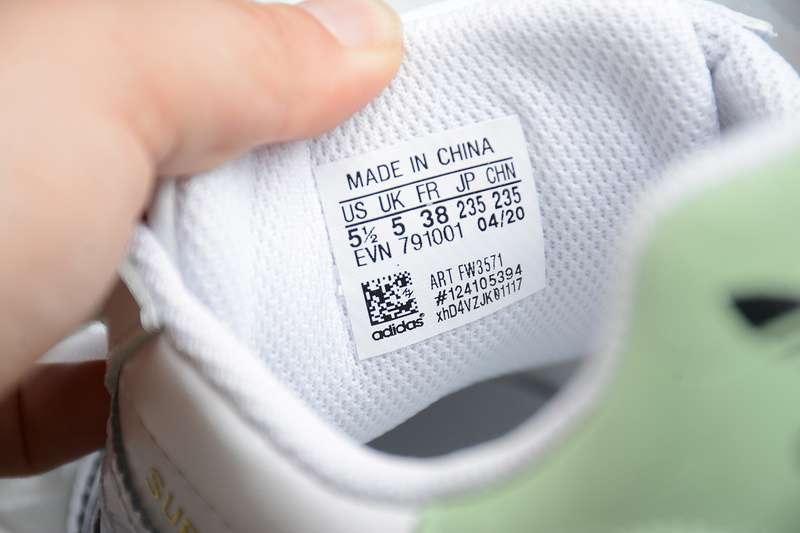 MADE IN CHINA
US UK FR JP CHN
5½ 5 38 235 235
EVN 791001 04/20
ART FW3571
#124105394
xhD4VZJK01117
adidas®
SU